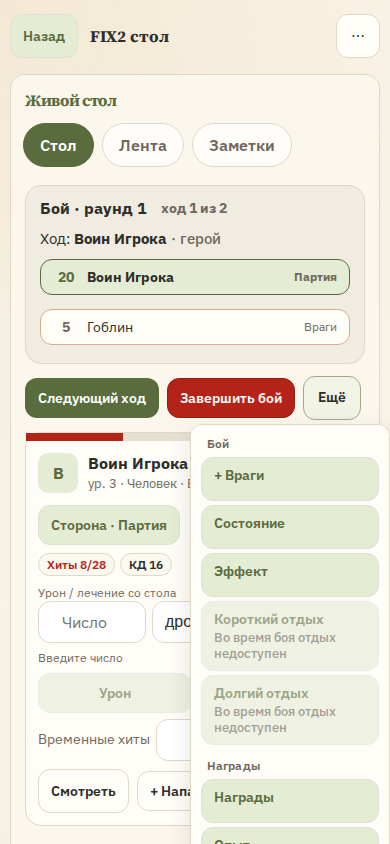 Назад
FIX2 стол
···
Живой стол
Стол
Лента
Заметки
Бой · раунд 1 ход 1 из 2
Ход: Воин Игрока · герой
20 Воин Игрока Партия
5 Гоблин Враги
Следующий ход
Завершить бой
Ещё
В
Воин Игрока
ур. 3 · Человек ·
Сторона · Партия
Хиты 8/28
КД 16
Урон / лечение со стола
Число
Введите число
Урон
Временные хиты
Смотреть
Бой
+ Враги
Состояние
Эффект
Короткий отдых
Во время боя отдых
недоступен
Долгий отдых
Во время боя отдых
недоступен
Награды
Награды